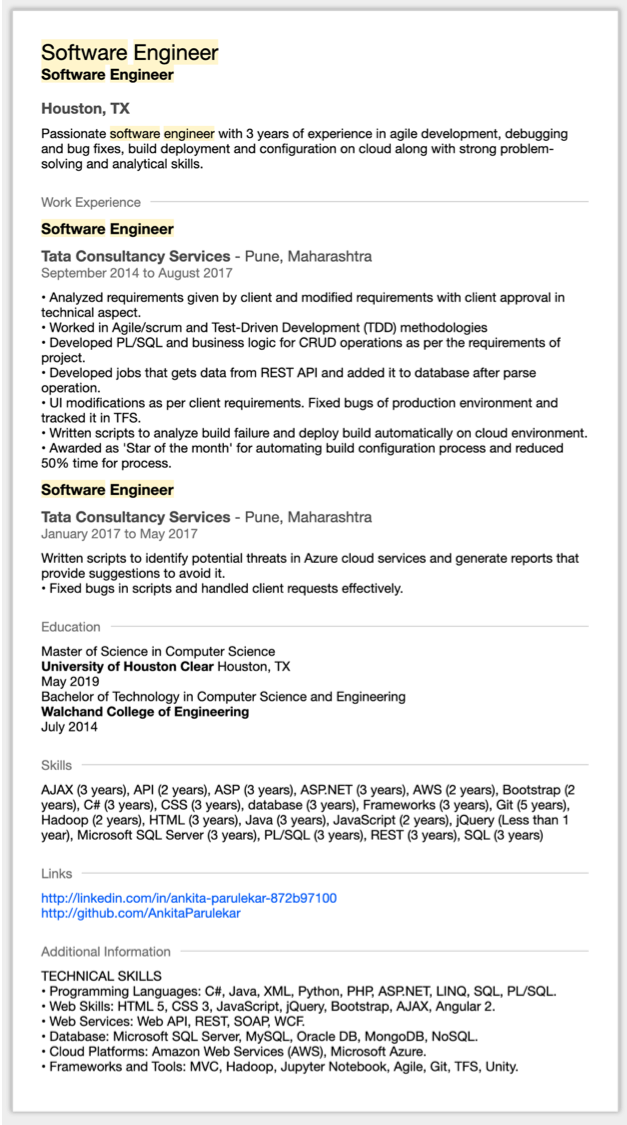 Software Engineer
Software Engineer
Houston, TX
Passionate software engineer with 3 years of experience in agile development, debugging
and bug fixes, build deployment and configuration on cloud along with strong problem-
solving and analytical skills.
Work Experience
Software Engineer
Tata Consultancy Services - Pune, Maharashtra
September 2014 to August 2017
• Analyzed requirements given by client and modified requirements with client approval in
technical aspect.
• Worked in Agile/scrum and Test-Driven Development (TDD) methodologies
• Developed PL/SQL and business logic for CRUD operations as per the requirements of
project.
• Developed jobs that gets data from REST API and added it to database after parse
operation.
• UI modifications as per client requirements. Fixed bugs of production environment and
tracked it in TFS.
• Written scripts to analyze build failure and deploy build automatically on cloud environment.
• Awarded as 'Star of the month' for automating build configuration process and reduced
50% time for process.
Software Engineer
Tata Consultancy Services - Pune, Maharashtra
January 2017 to May 2017
Written scripts to identify potential threats in Azure cloud services and generate reports that
provide suggestions to avoid it.
• Fixed bugs in scripts and handled client requests effectively.
Education
Master of Science in Computer Science
University of Houston Clear Houston, TX
May 2019
Bachelor of Technology in Computer Science and Engineering
Walchand College of Engineering
July 2014
Skills
AJAX (3 years), API (2 years), ASP (3 years), ASP.NET (3 years), AWS (2 years), Bootstrap (2
years), C# (3 years), CSS (3 years), database (3 years), Frameworks (3 years), Git (5 years),
Hadoop (2 years), HTML (3 years), Java (3 years), JavaScript (2 years), jQuery (Less than 1
year), Microsoft SQL Server (3 years), PL/SQL (3 years), REST (3 years), SQL (3 years)
Links
http://linkedin.com/in/ankita-parulekar-872b97100
http://github.com/AnkitaParulekar
Additional Information
TECHNICAL SKILLS
• Programming Languages: C#, Java, XML, Python, PHP, ASP.NET, LINQ, SQL, PL/SQL.
• Web Skills: HTML 5, CSS 3, JavaScript, jQuery, Bootstrap, AJAX, Angular 2.
• Web Services: Web API, REST, SOAP, WCF.
• Database: Microsoft SQL Server, MySQL, Oracle DB, MongoDB, NoSQL.
• Cloud Platforms: Amazon Web Services (AWS), Microsoft Azure.
• Frameworks and Tools: MVC, Hadoop, Jupyter Notebook, Agile, Git, TFS, Unity.